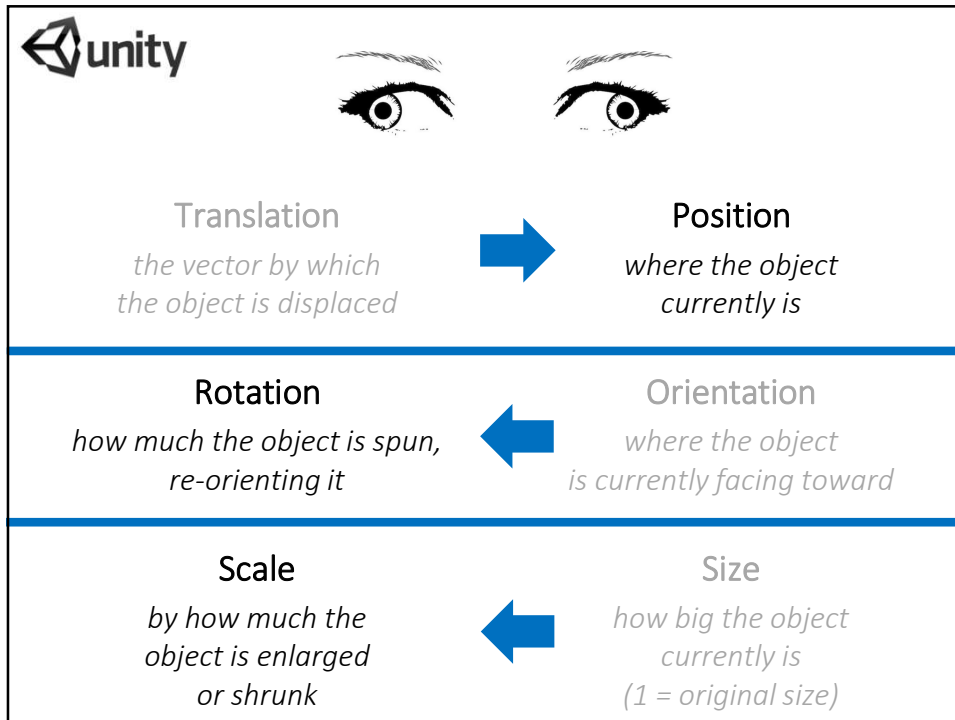 unity
Translation
the vector by which
the object is displaced
Position
where the object
currently is
Rotation
how much the object is spun,
re-orienting it
Orientation
where the object
is currently facing toward
Scale
by how much the
object is enlarged
or shrunk
Size
how big the object
currently is
(1 = original size)